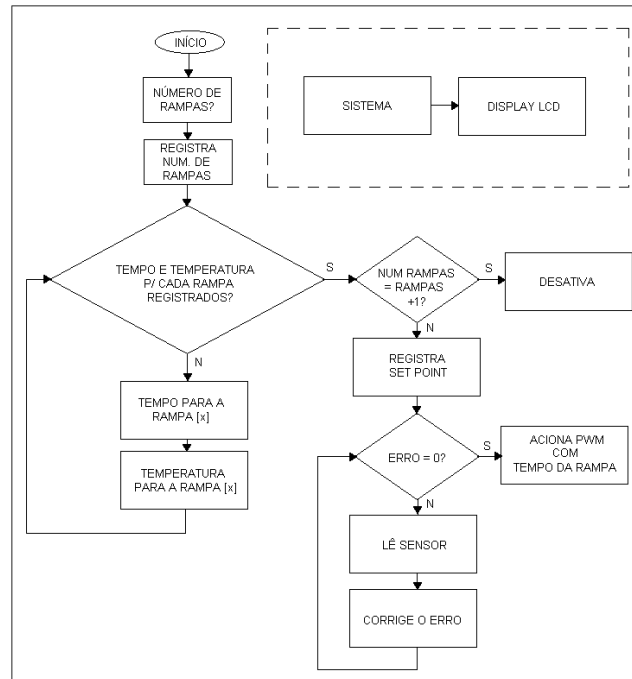 INÍCIO
NÚMERO DE
RAMPAS?
REGISTRA
NUM. DE
RAMPAS
TEMPO E TEMPERATURA
P/ CADA RAMPA
REGISTRADOS?
S
N
TEMPO PARA A
RAMPA [x]
TEMPERATURA
PARA A RAMPA [x]
SISTEMA
DISPLAY LCD
NUM RAMPAS
= RAMPAS
+1?
S
DESATIVA
N
REGISTRA
SET POINT
ERRO = 0?
S
ACIONA PWM
COM
TEMPO DA RAMPA
N
LÊ SENSOR
CORRIGE O ERRO